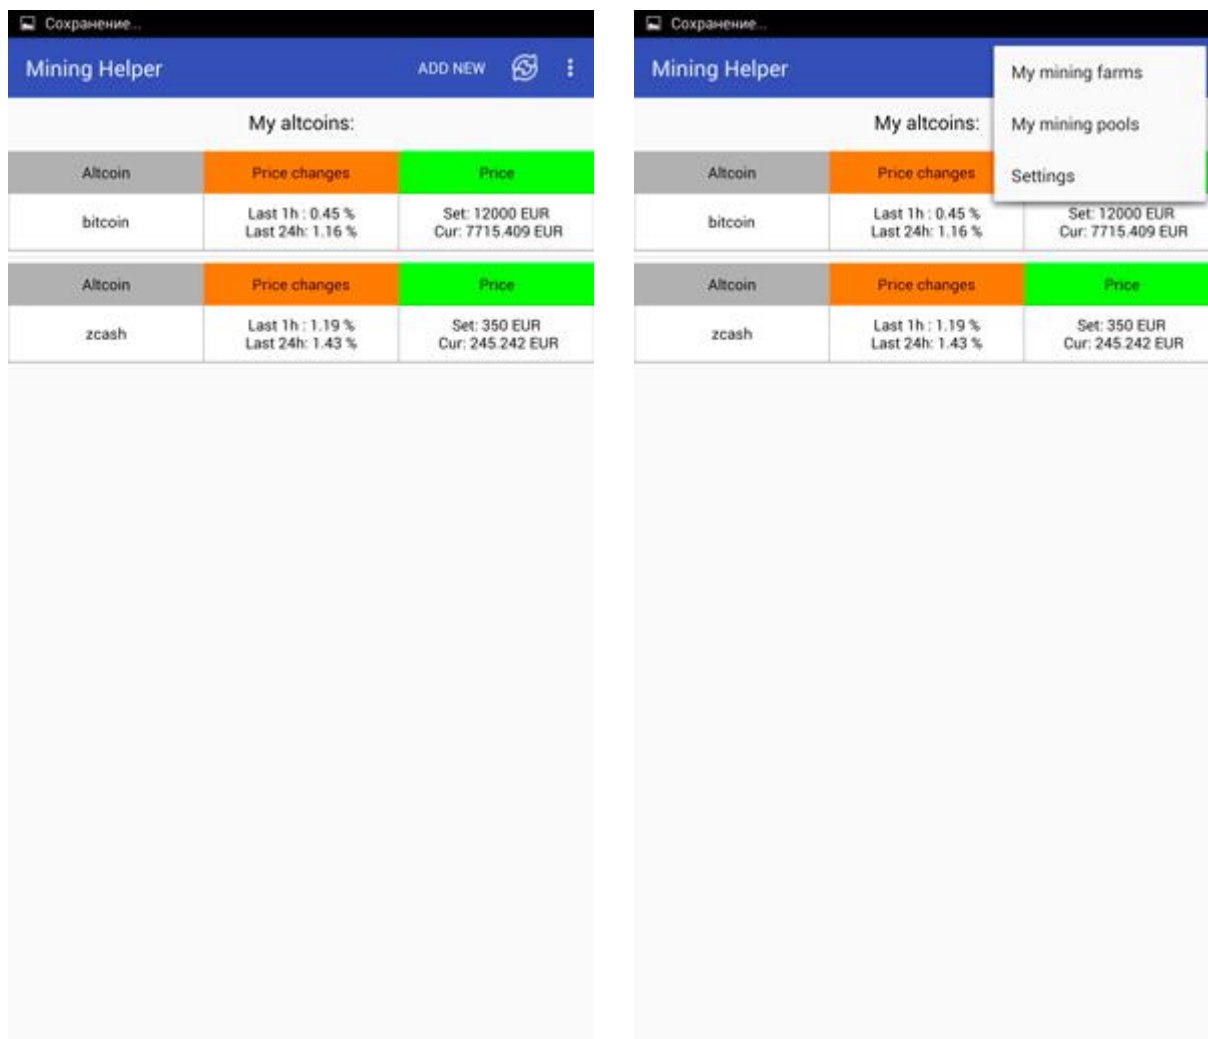 Сохранение...
Mining Helper ADD NEW
My altcoins:
Altcoin Price changes Price
bitcoin
Last 1h : 0.45 %
Last 24h: 1.16 %
Set: 12000 EUR
Cur: 7715.409 EUR
Altcoin Price changes Price
zcash
Last 1h : 1.19 %
Last 24h: 1.43 %
Set: 350 EUR
Cur: 245.242 EUR
Сохранение...
Mining Helper
My mining farms
My mining pools
Settings
My altcoins:
Altcoin Price changes
bitcoin
Last 1h : 0.45 %
Last 24h: 1.16 %
Set: 12000 EUR
Cur: 7715.409 EUR
Altcoin Price changes Price
zcash
Last 1h : 1.19 %
Last 24h: 1.43 %
Set: 350 EUR
Cur: 245.242 EUR